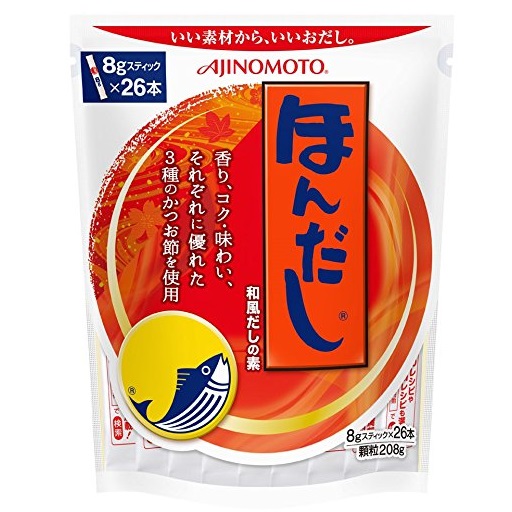 いい素材から、いいおだし。
8gスティック
×26本
AJINOMOTO®
ほんだし®
香り、コク・味わい、
それぞれに優れた
3種のかつお節を使用
和風だしの素
®
8gスティック×26本
顆粒208g
検索